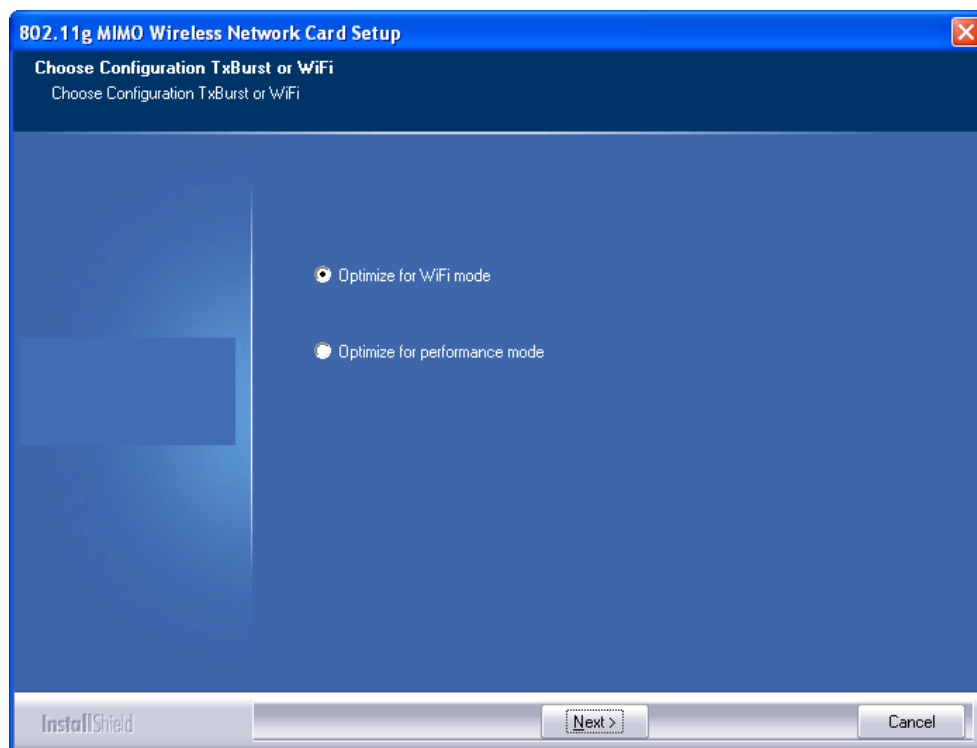 802.11g MIMO Wireless Network Card Setup
Choose Configuration TxBurst or WiFi
Choose Configuration TxBurst or WiFi
Optimize for WiFi mode
Optimize for performance mode
InstallShield
Next >
Cancel